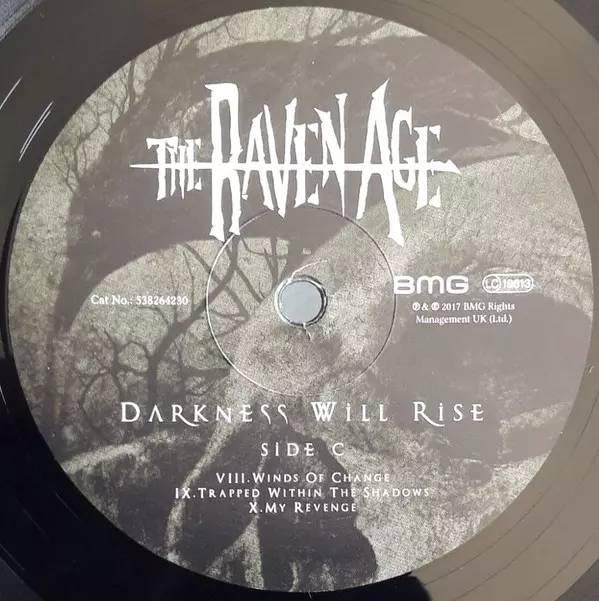 THE RAVEN AGE
BMG LC 19813
Cat No.: 538264230
℗ & © 2017 BMG Rights
Management UK (Ltd.)
DARKNESS WILL RISE
SIDE C
VIII.WINDS OF CHANGE
IX.TRAPPED WITHIN THE SHADOWS
X.MY REVENGE